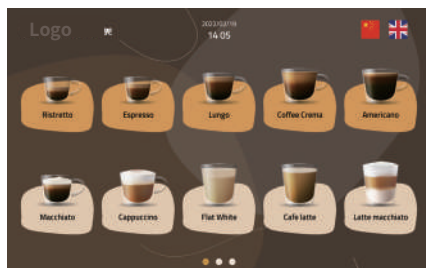 Logo
2023/02/18
14:05
Ristretto
Espresso
Lungo
Coffee Crema
Americano
Macchiato
Cappuccino
Flat White
Cafe latte
Latte macchiato